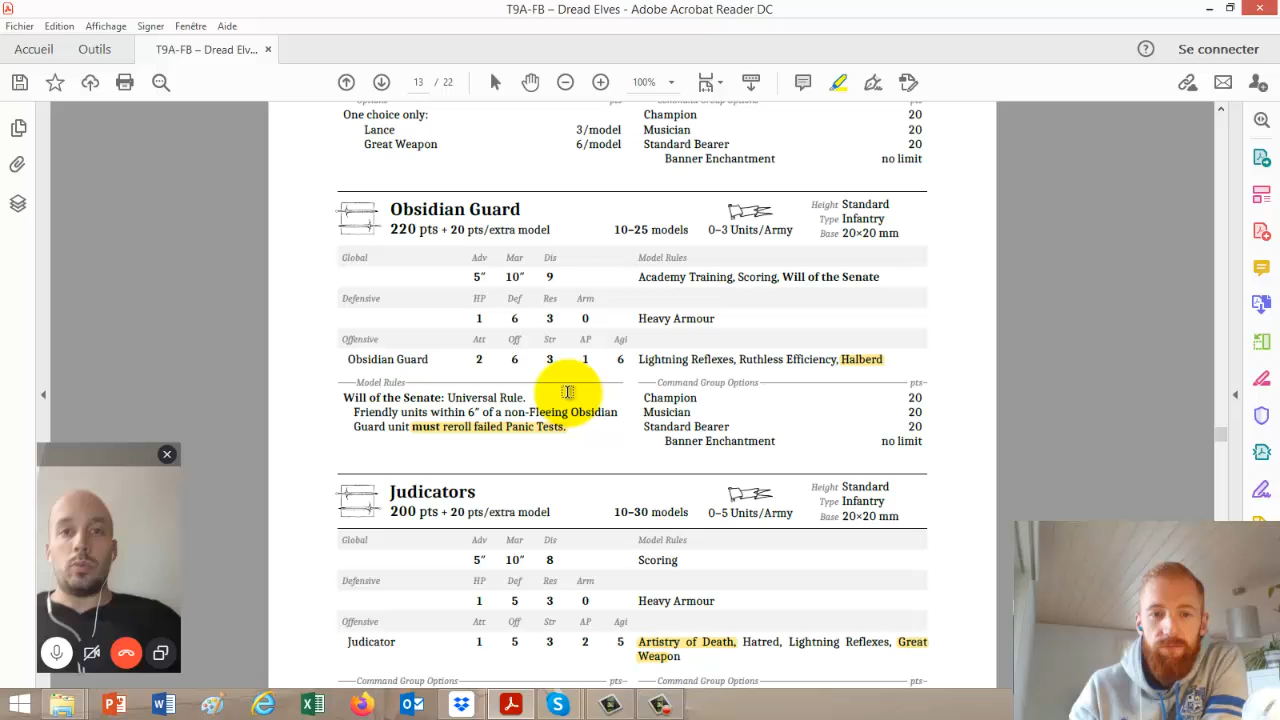 T9A-FB – Dread Elves - Adobe Acrobat Reader DC
Fichier Edition Affichage Signer Fenêtre Aide
Accueil Outils T9A-FB – Dread Elv... × Se connecter
13 / 22 100%
Options pts Command Group Options pts
One choice only: Champion 20
Lance 3/model Musician 20
Great Weapon 6/model Standard Bearer 20
Banner Enchantment no limit
Obsidian Guard Height Standard
Type Infantry
220 pts + 20 pts/extra model 10–25 models 0–3 Units/Army Base 20×20 mm
Global Adv Mar Dis Model Rules
5″ 10″ 9 Academy Training, Scoring, Will of the Senate
Defensive HP Def Res Arm
1 6 3 0 Heavy Armour
Offensive Att Off Str AP Agi
Obsidian Guard 2 6 3 1 6 Lightning Reflexes, Ruthless Efficiency, Halberd
Model Rules Command Group Options pts
Will of the Senate: Universal Rule. Champion 20
Friendly units within 6″ of a non-Fleeing Obsidian Musician 20
Guard unit must reroll failed Panic Tests. Standard Bearer 20
Banner Enchantment no limit
Judicators Height Standard
Type Infantry
200 pts + 20 pts/extra model 10–30 models 0–5 Units/Army Base 20×20 mm
Global Adv Mar Dis Model Rules
5″ 10″ 8 Scoring
Defensive HP Def Res Arm
1 5 3 0 Heavy Armour
Offensive Att Off Str AP Agi
Judicator 1 5 3 2 5 Artistry of Death, Hatred, Lightning Reflexes, Great
Weapon
Command Group Options pts